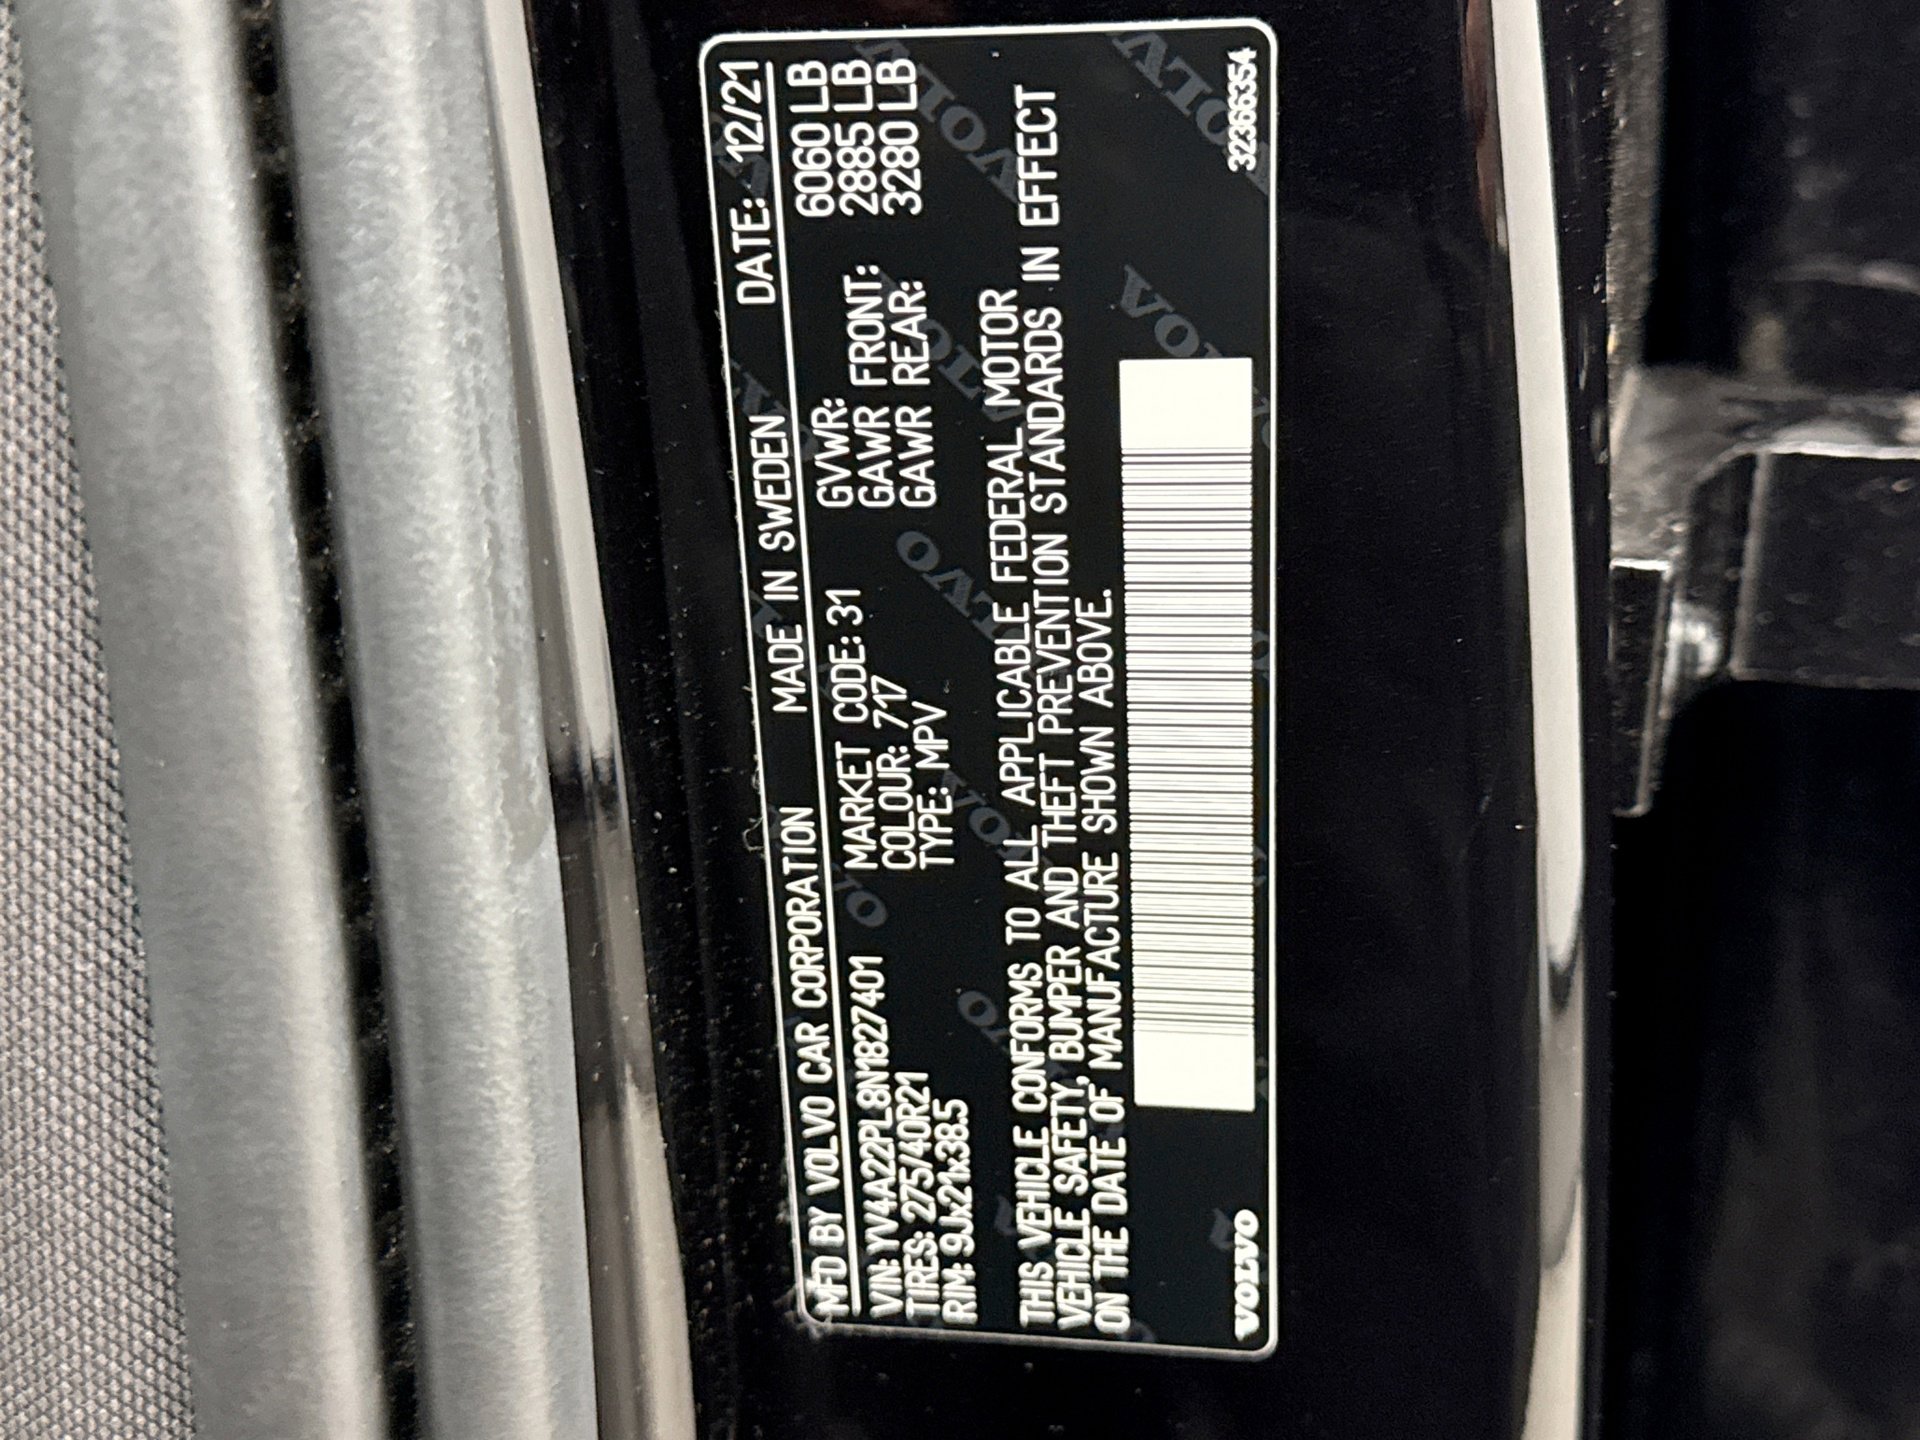 MFD BY VOLVO CAR CORPORATION MADE IN SWEDEN DATE: 12/21
VIN: YV4A22PL8N1827401 MARKET CODE: 31 GVWR: 6060 LB
TIRES: 275/40R21 COLOUR: 717 GAWR FRONT: 2885 LB
RIM: 9Jx21x38.5 TYPE: MPV GAWR REAR: 3280 LB
THIS VEHICLE CONFORMS TO ALL APPLICABLE FEDERAL MOTOR
VEHICLE SAFETY, BUMPER AND THEFT PREVENTION STANDARDS IN EFFECT
ON THE DATE OF MANUFACTURE SHOWN ABOVE.
VOLVO 32366354